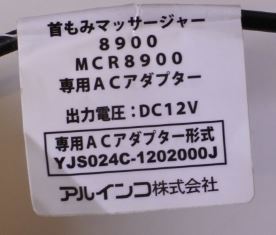 首もみマッサージャー
8900
MCR8900
専用ACアダプター
出力電圧：DC12V
専用ACアダプター形式
YJS024C-1202000J
アルインコ株式会社